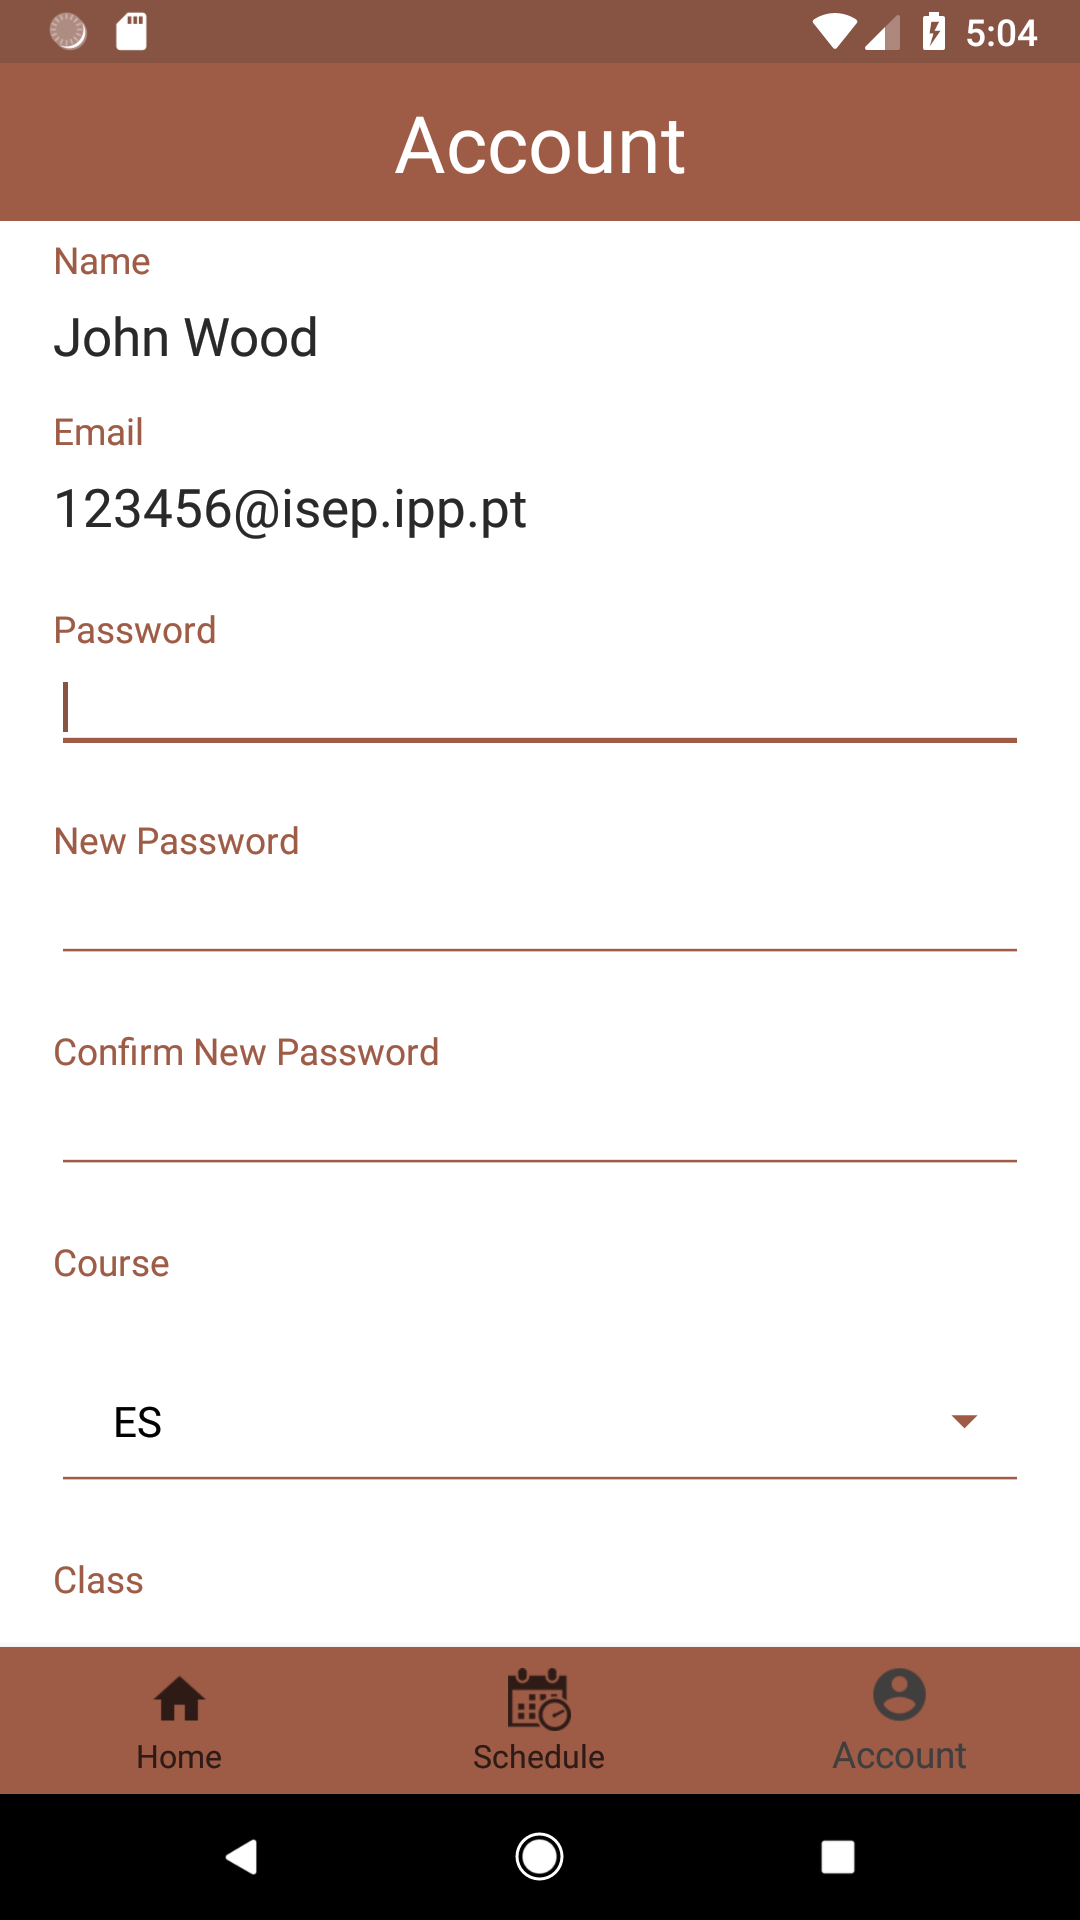 5:04
Account
Name
John Wood
Email
123456@isep.ipp.pt
Password
New Password
Confirm New Password
Course
ES
Class
Home
Schedule
Account